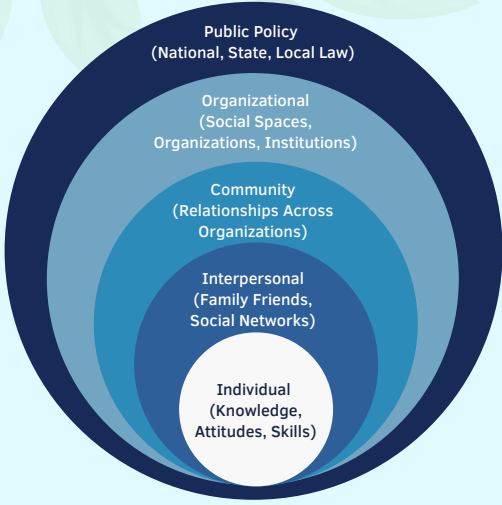 Public Policy
(National, State, Local Law)
Organizational
(Social Spaces,
Organizations, Institutions)
Community
(Relationships Across
Organizations)
Interpersonal
(Family Friends,
Social Networks)
Individual
(Knowledge,
Attitudes, Skills)